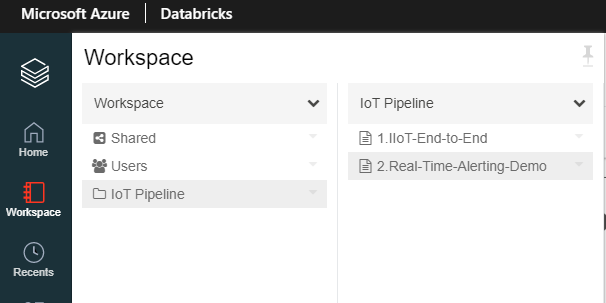 Microsoft Azure Databricks
Workspace
Workspace
IoT Pipeline
Shared
1.IIoT-End-to-End
Users
2.Real-Time-Alerting-Demo
IoT Pipeline
Home
Workspace
Recents